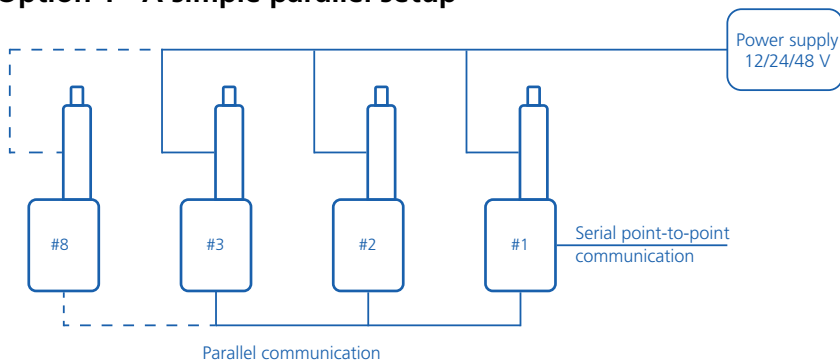 Option A simple parallel setup
Power supply
12/24/48 V
#8
#3
#2
#1
Serial point-to-point
communication
Parallel communication